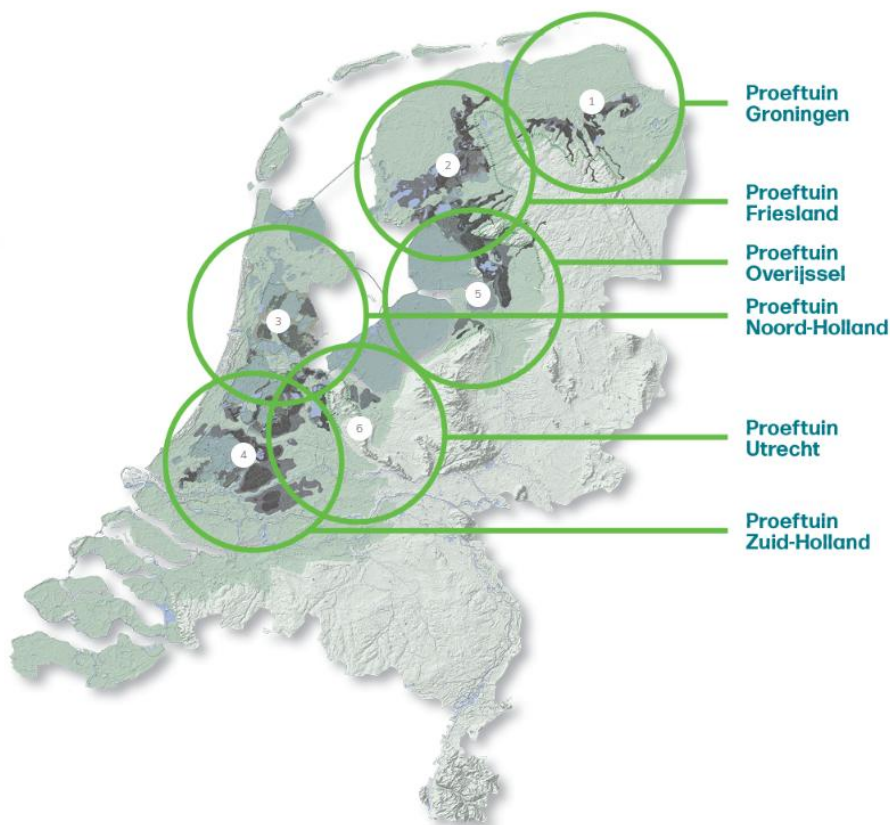 1
Proeftuin
Groningen
2
Proeftuin
Friesland
Proeftuin
Overijssel
5
Proeftuin
Noord-Holland
3
6
Proeftuin
Utrecht
4
Proeftuin
Zuid-Holland